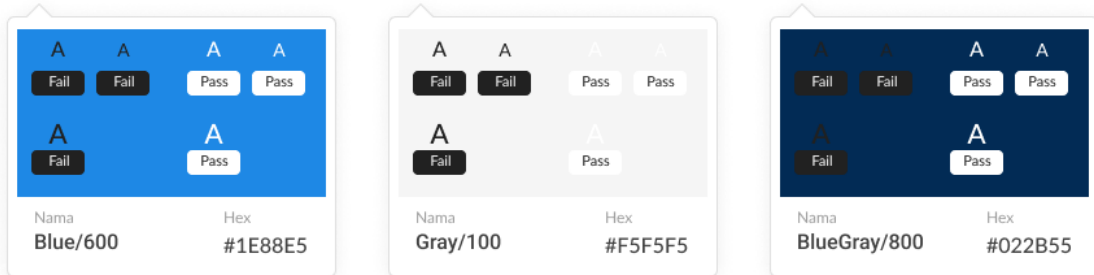 A A A A
Fail Fail Pass Pass
A A
Fail Pass
Nama Hex
Blue/600 #1E88E5
A A A A
Fail Fail Pass Pass
A A
Fail Pass
Nama Hex
Gray/100 #F5F5F5
A A A A
Fail Fail Pass Pass
A A
Fail Pass
Nama Hex
BlueGray/800 #022B55